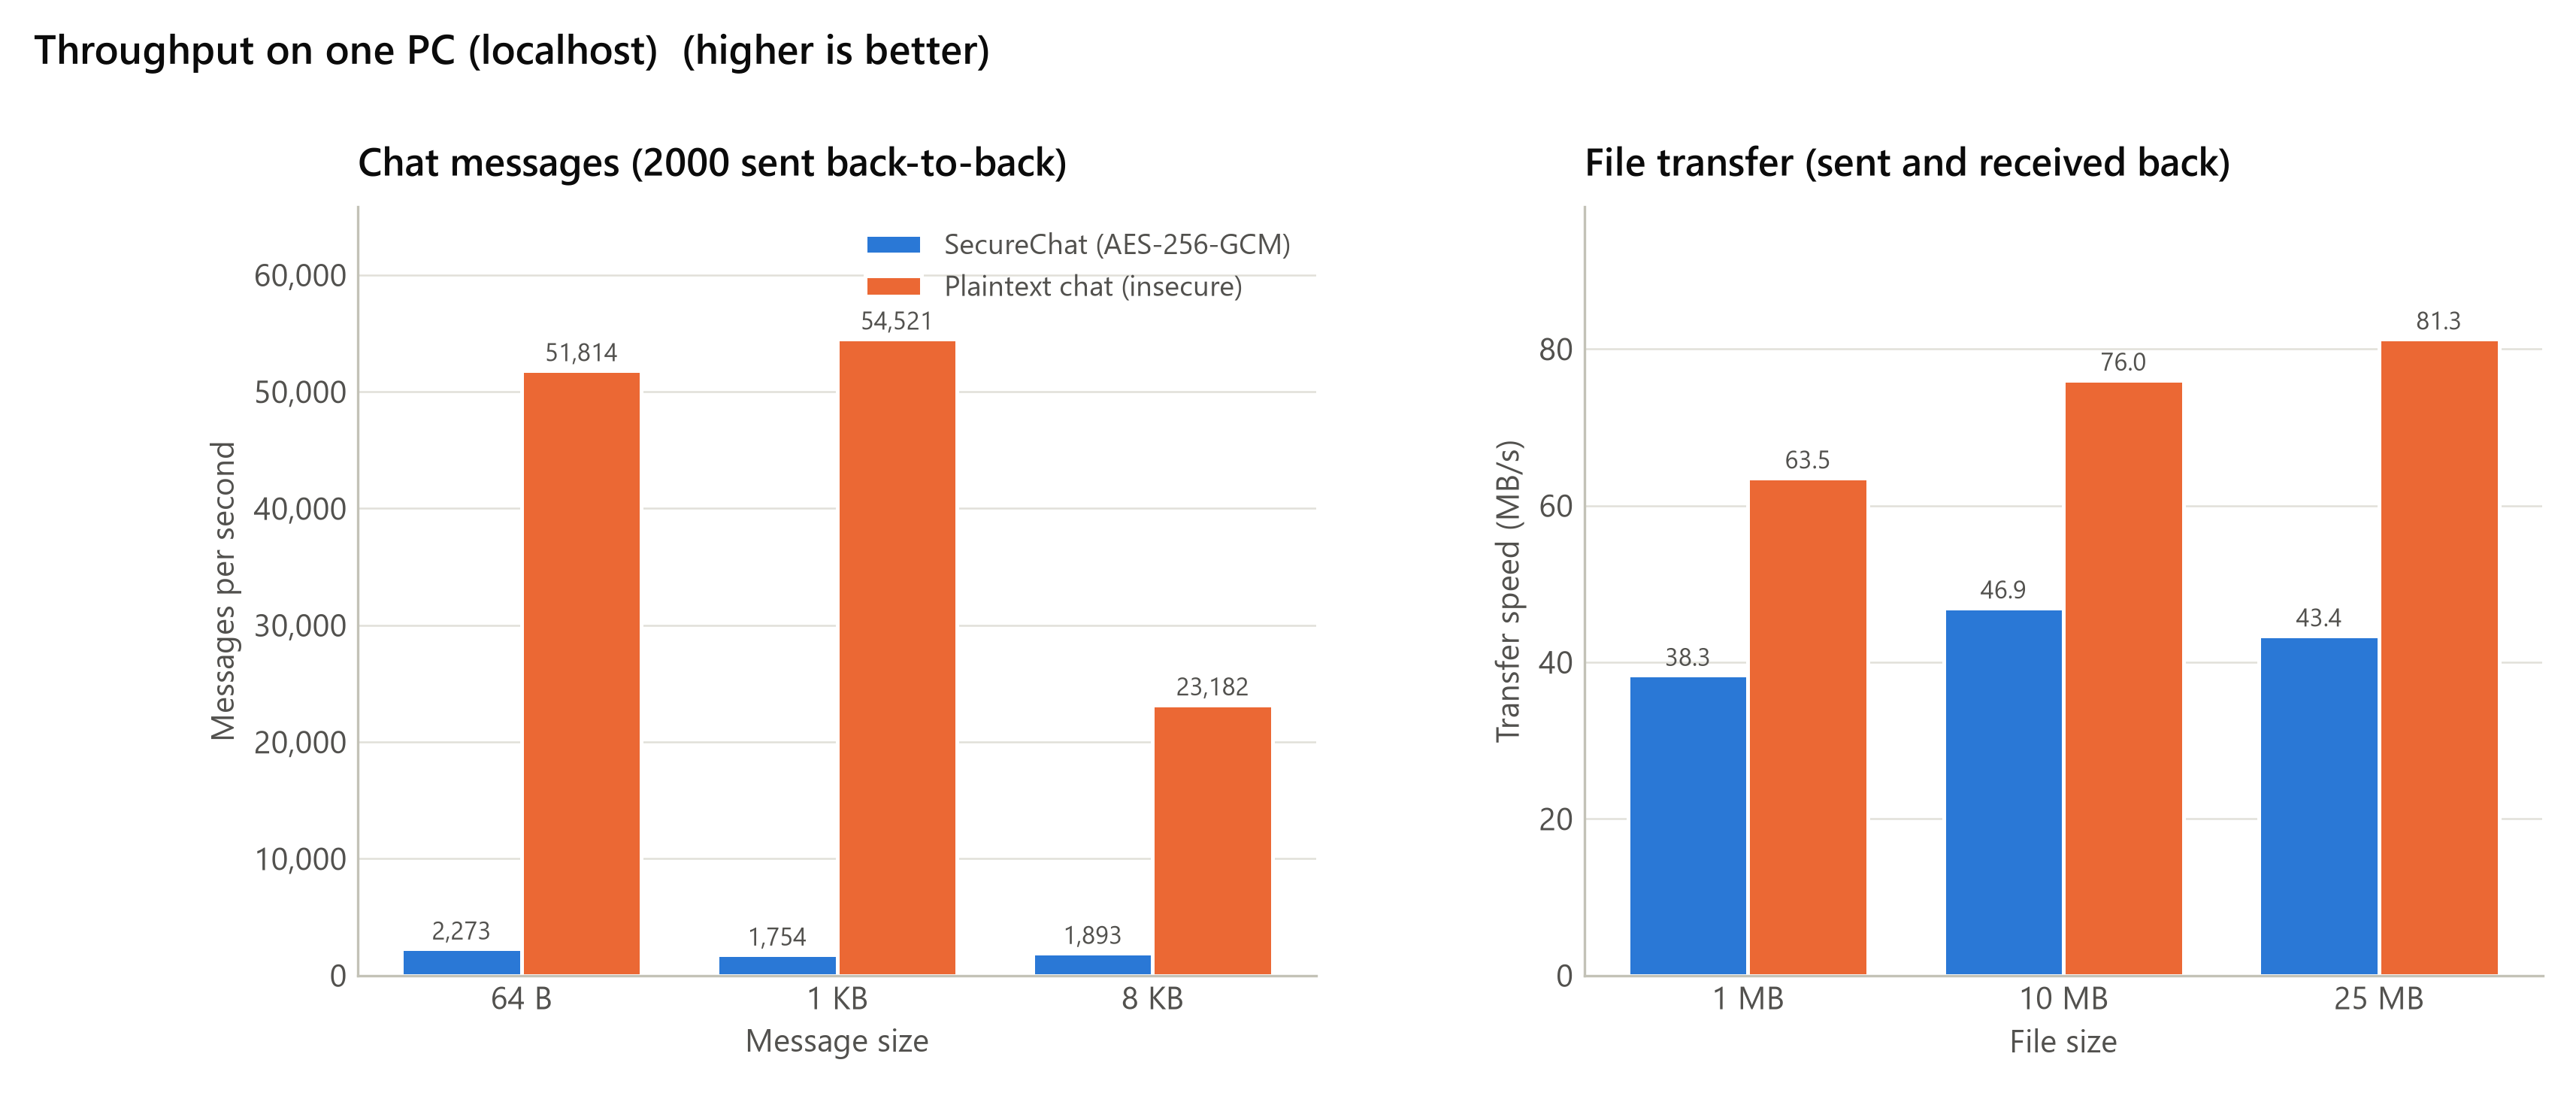 Throughput on one PC (localhost)  (higher is better)
Chat messages (2000 sent back-to-back)
SecureChat (AES-256-GCM)
Plaintext chat (insecure)
Messages per second
60,000
50,000
40,000
30,000
20,000
10,000
0
51,814
54,521
23,182
2,273
1,754
1,893
64 B
1 KB
8 KB
Message size
File transfer (sent and received back)
Transfer speed (MB/s)
80
60
40
20
0
38.3
63.5
46.9
76.0
43.4
81.3
1 MB
10 MB
25 MB
File size